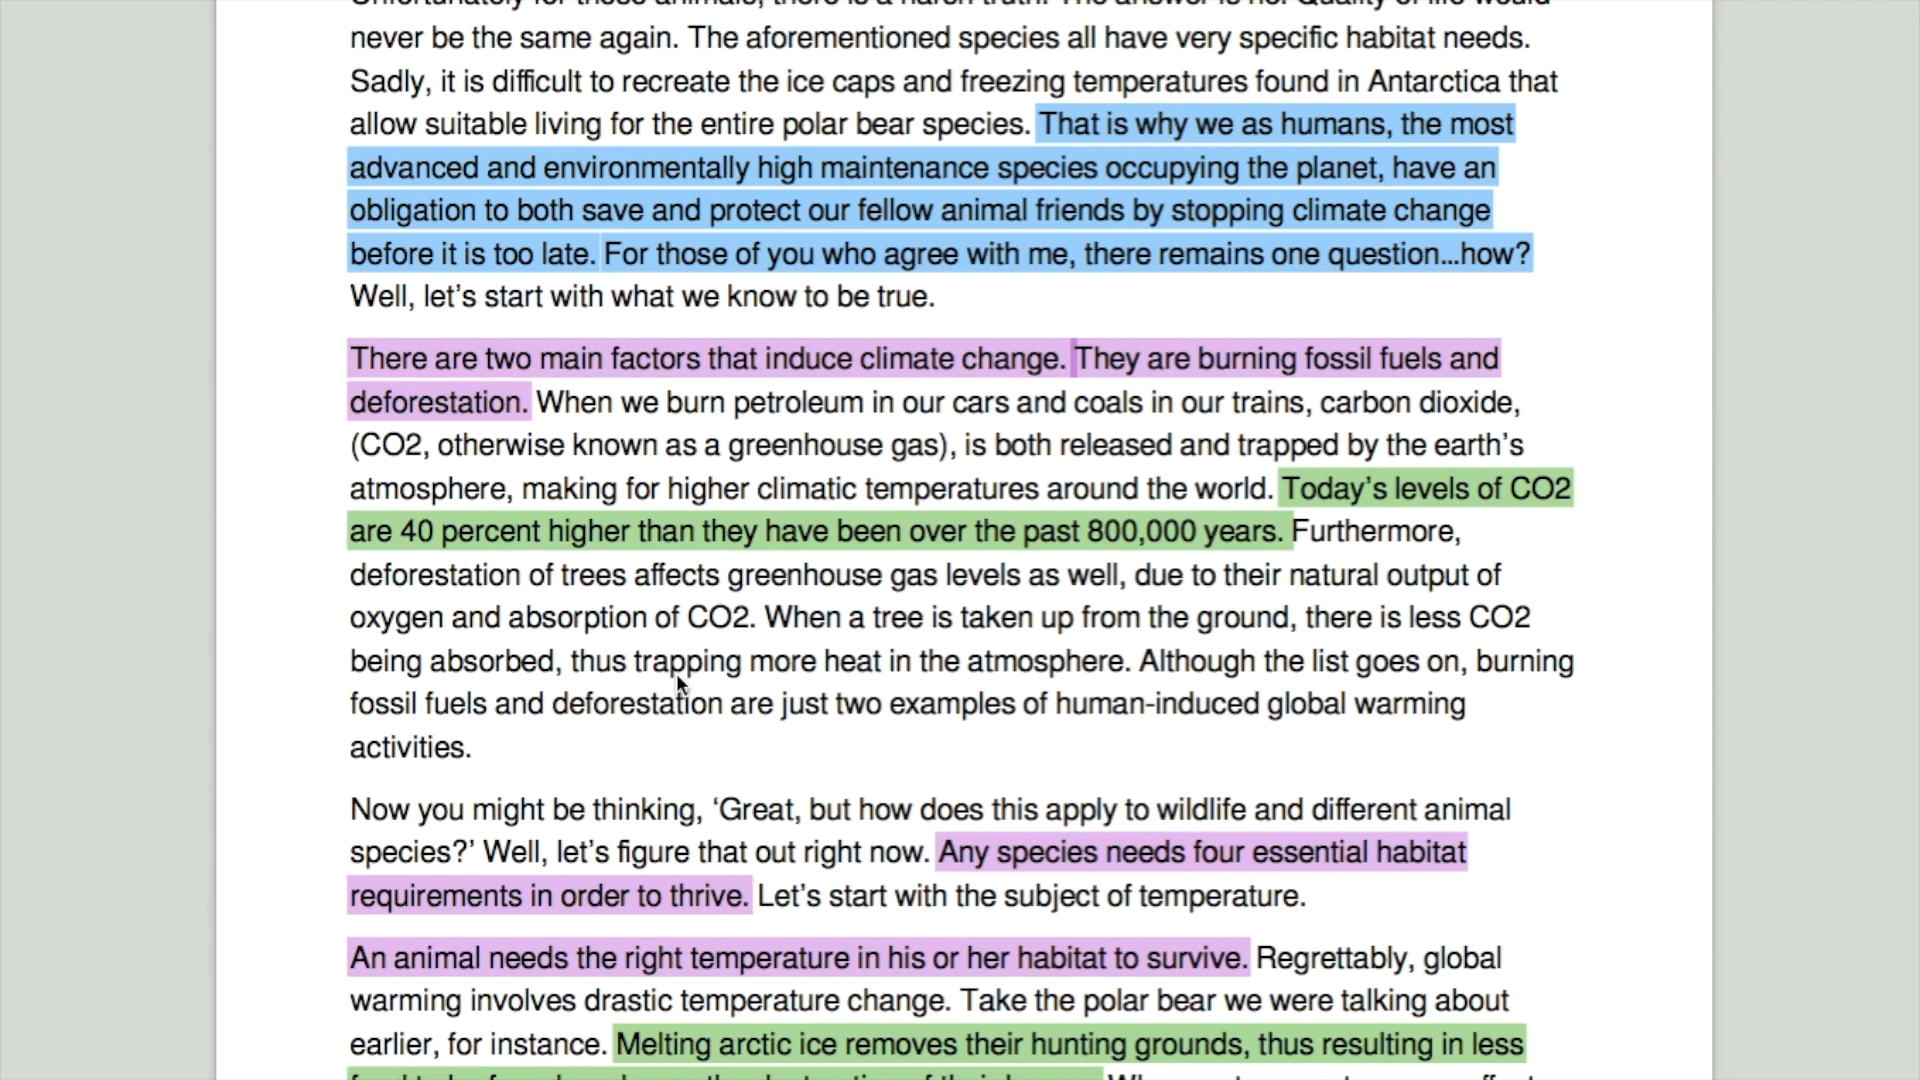 never be the same again. The aforementioned species all have very specific habitat needs.
Sadly, it is difficult to recreate the ice caps and freezing temperatures found in Antarctica that
allow suitable living for the entire polar bear species. That is why we as humans, the most
advanced and environmentally high maintenance species occupying the planet, have an
obligation to both save and protect our fellow animal friends by stopping climate change
before it is too late. For those of you who agree with me, there remains one question...how?
Well, let’s start with what we know to be true.
There are two main factors that induce climate change. They are burning fossil fuels and
deforestation. When we burn petroleum in our cars and coals in our trains, carbon dioxide,
(CO2, otherwise known as a greenhouse gas), is both released and trapped by the earth’s
atmosphere, making for higher climatic temperatures around the world. Today’s levels of CO2
are 40 percent higher than they have been over the past 800,000 years. Furthermore,
deforestation of trees affects greenhouse gas levels as well, due to their natural output of
oxygen and absorption of CO2. When a tree is taken up from the ground, there is less CO2
being absorbed, thus trapping more heat in the atmosphere. Although the list goes on, burning
fossil fuels and deforestation are just two examples of human-induced global warming
activities.
Now you might be thinking, ‘Great, but how does this apply to wildlife and different animal
species?’ Well, let’s figure that out right now. Any species needs four essential habitat
requirements in order to thrive. Let’s start with the subject of temperature.
An animal needs the right temperature in his or her habitat to survive. Regrettably, global
warming involves drastic temperature change. Take the polar bear we were talking about
earlier, for instance. Melting arctic ice removes their hunting grounds, thus resulting in less